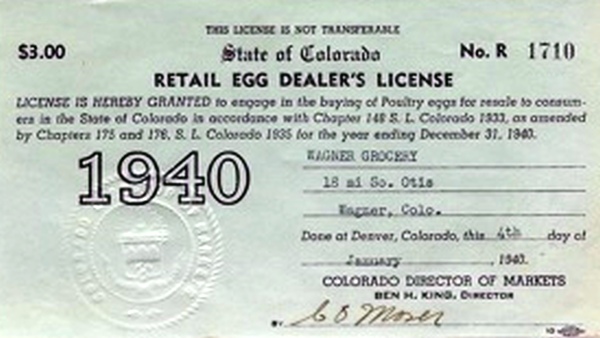 THIS LICENSE IS NOT TRANSFERABLE
$3.00 State of Colorado No. R 1710
RETAIL EGG DEALER'S LICENSE
LICENSE IS HEREBY GRANTED to engage in the buying of Poultry eggs for resale to consum-
ers in the State of Colorado in accordance with Chapter 148 S. L. Colorado 1933, as amended
by Chapters 175 and 176, S. L. Colorado 1935 for the year ending December 31, 1940.
1940
WAGNER GROCERY
18 mi So. Otis
Wagner, Colo.
Done at Denver, Colorado, this 4th day of
January, 1940.
COLORADO DIRECTOR OF MARKETS
BEN H. KING, DIRECTOR
BY C O Moser